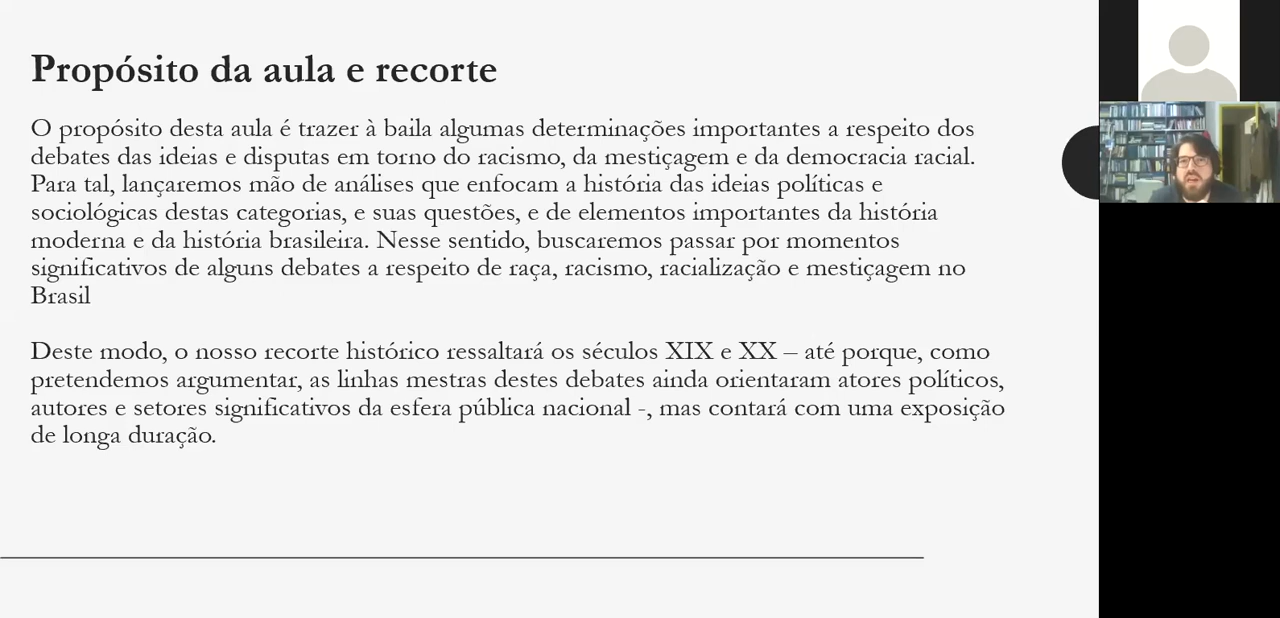 Propósito da aula e recorte
O propósito desta aula é trazer à baila algumas determinações importantes a respeito dos
debates das ideias e disputas em torno do racismo, da mestiçagem e da democracia racial.
Para tal, lançaremos mão de análises que enfocam a história das ideias políticas e
sociológicas destas categorias, e suas questões, e de elementos importantes da história
moderna e da história brasileira. Nesse sentido, buscaremos passar por momentos
significativos de alguns debates a respeito de raça, racismo, racialização e mestiçagem no
Brasil
Deste modo, o nosso recorte histórico ressaltará os séculos XIX e XX – até porque, como
pretendemos argumentar, as linhas mestras destes debates ainda orientaram atores políticos,
autores e setores significativos da esfera pública nacional -, mas contará com uma exposição
de longa duração.